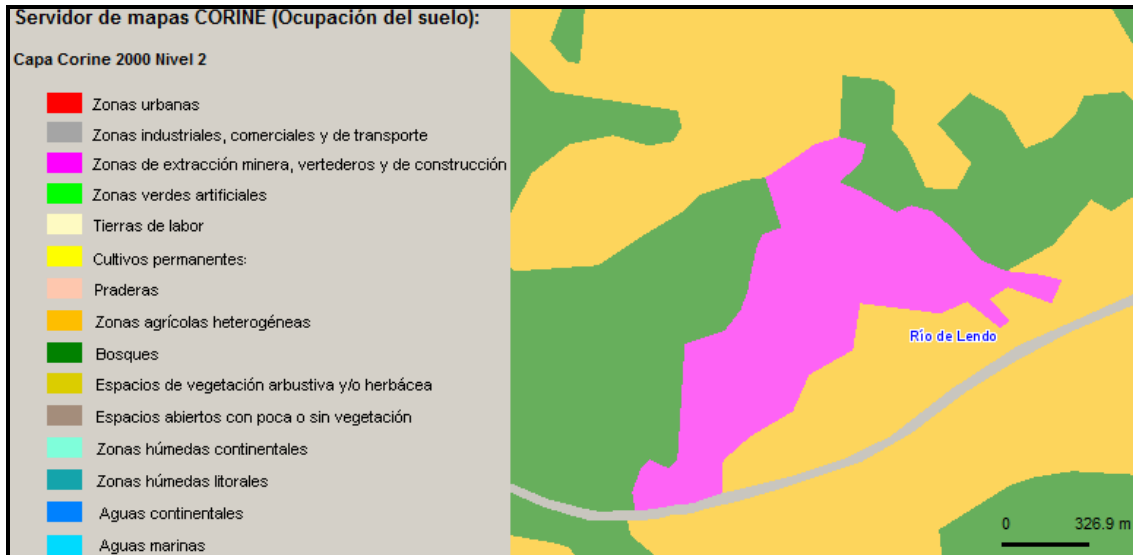 Servidor de mapas CORINE (Ocupación del suelo):
Capa Corine 2000 Nivel 2
Zonas urbanas
Zonas industriales, comerciales y de transporte
Zonas de extracción minera, vertederos y de construcción
Zonas verdes artificiales
Tierras de labor
Cultivos permanentes:
Praderas
Zonas agrícolas heterogéneas
Bosques
Espacios de vegetación arbustiva y/o herbácea
Espacios abiertos con poca o sin vegetación
Zonas húmedas continentales
Zonas húmedas litorales
Aguas continentales
Aguas marinas
Río de Lendo
0 326.9 m